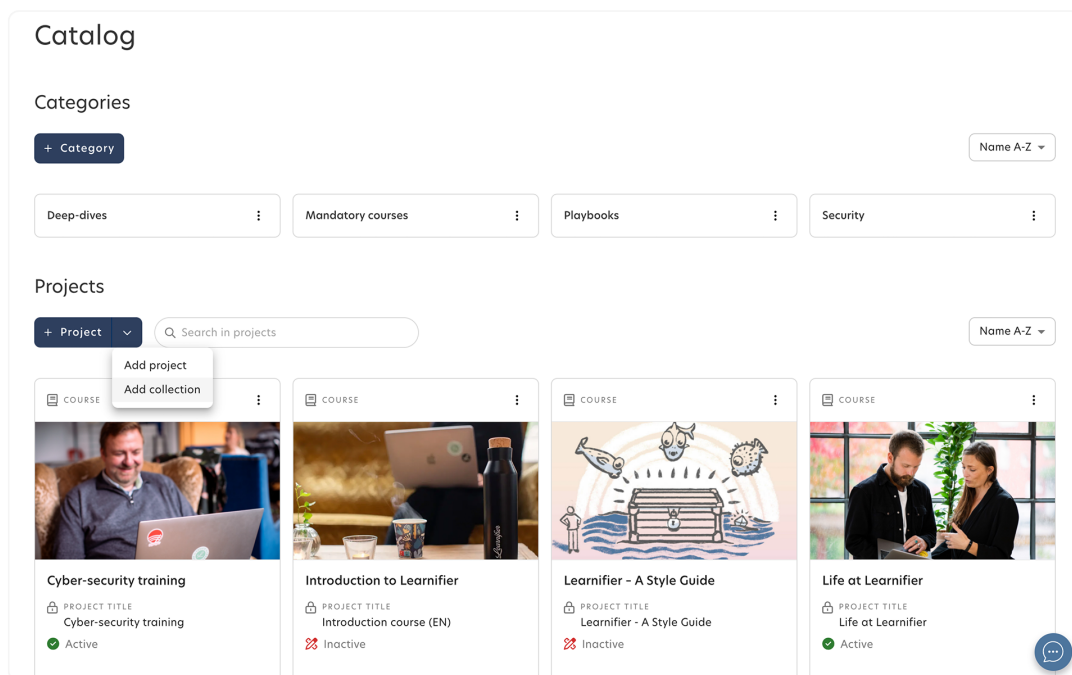 Catalog
Categories
+ Category
Name A-Z
Deep-dives
Mandatory courses
Playbooks
Security
Projects
+ Project
Search in projects
Name A-Z
Add project
Add collection
COURSE
COURSE
COURSE
COURSE
Learnifier
Cyber-security training
Introduction to Learnifier
Learnifier – A Style Guide
Life at Learnifier
PROJECT TITLE
PROJECT TITLE
PROJECT TITLE
PROJECT TITLE
Cyber-security training
Introduction course (EN)
Learnifier - A Style Guide
Life at Learnifier
Active
Inactive
Inactive
Active